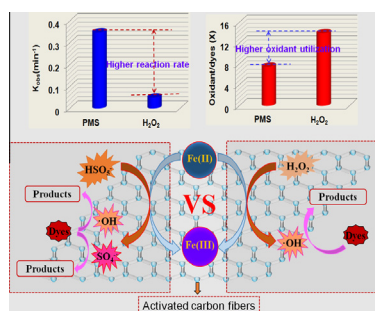 0.4
0.3
0.2
0.1
0
Kobs(min⁻¹)
Higher reaction rate
PMS
H₂O₂
16
12
8
4
0
Oxidant/dyes (X)
Higher oxidant utilization
PMS
H₂O₂
HSO₅⁻
Fe(II)
H₂O₂
Products
Products
·OH
VS
Dyes
·OH
Dyes
SO₄
Fe(III)
Products
Activated carbon fibers